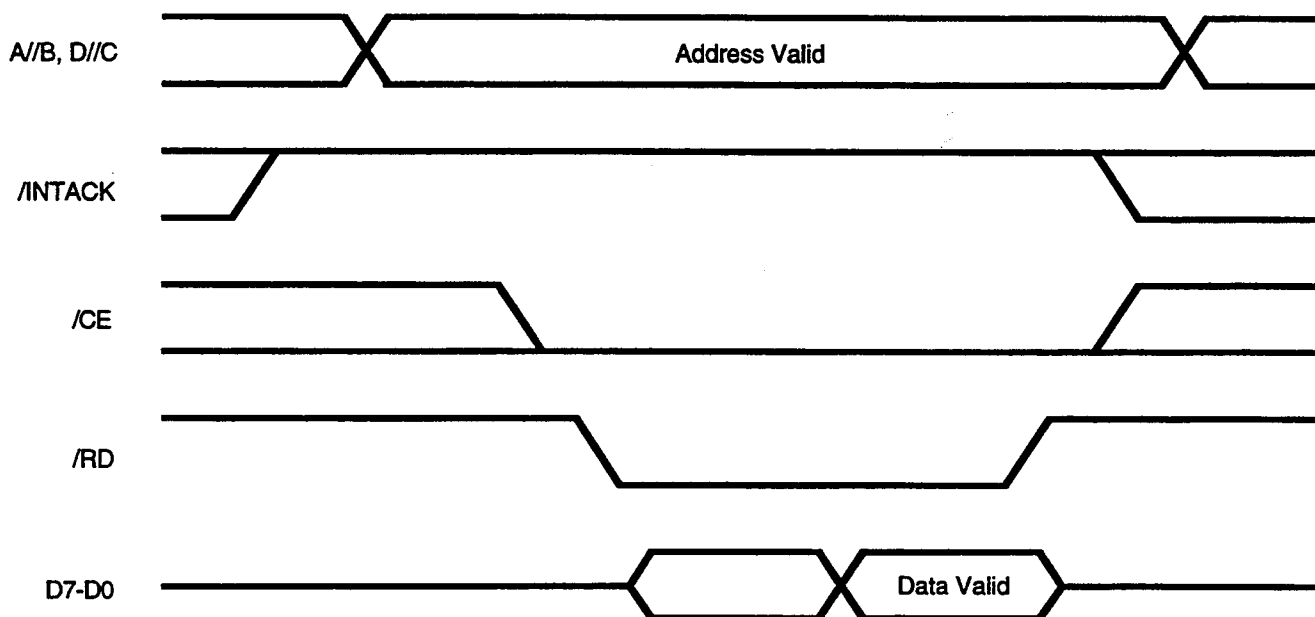 A//B, D//C
Address Valid
/INTACK
/CE
/RD
D7-D0
Data Valid